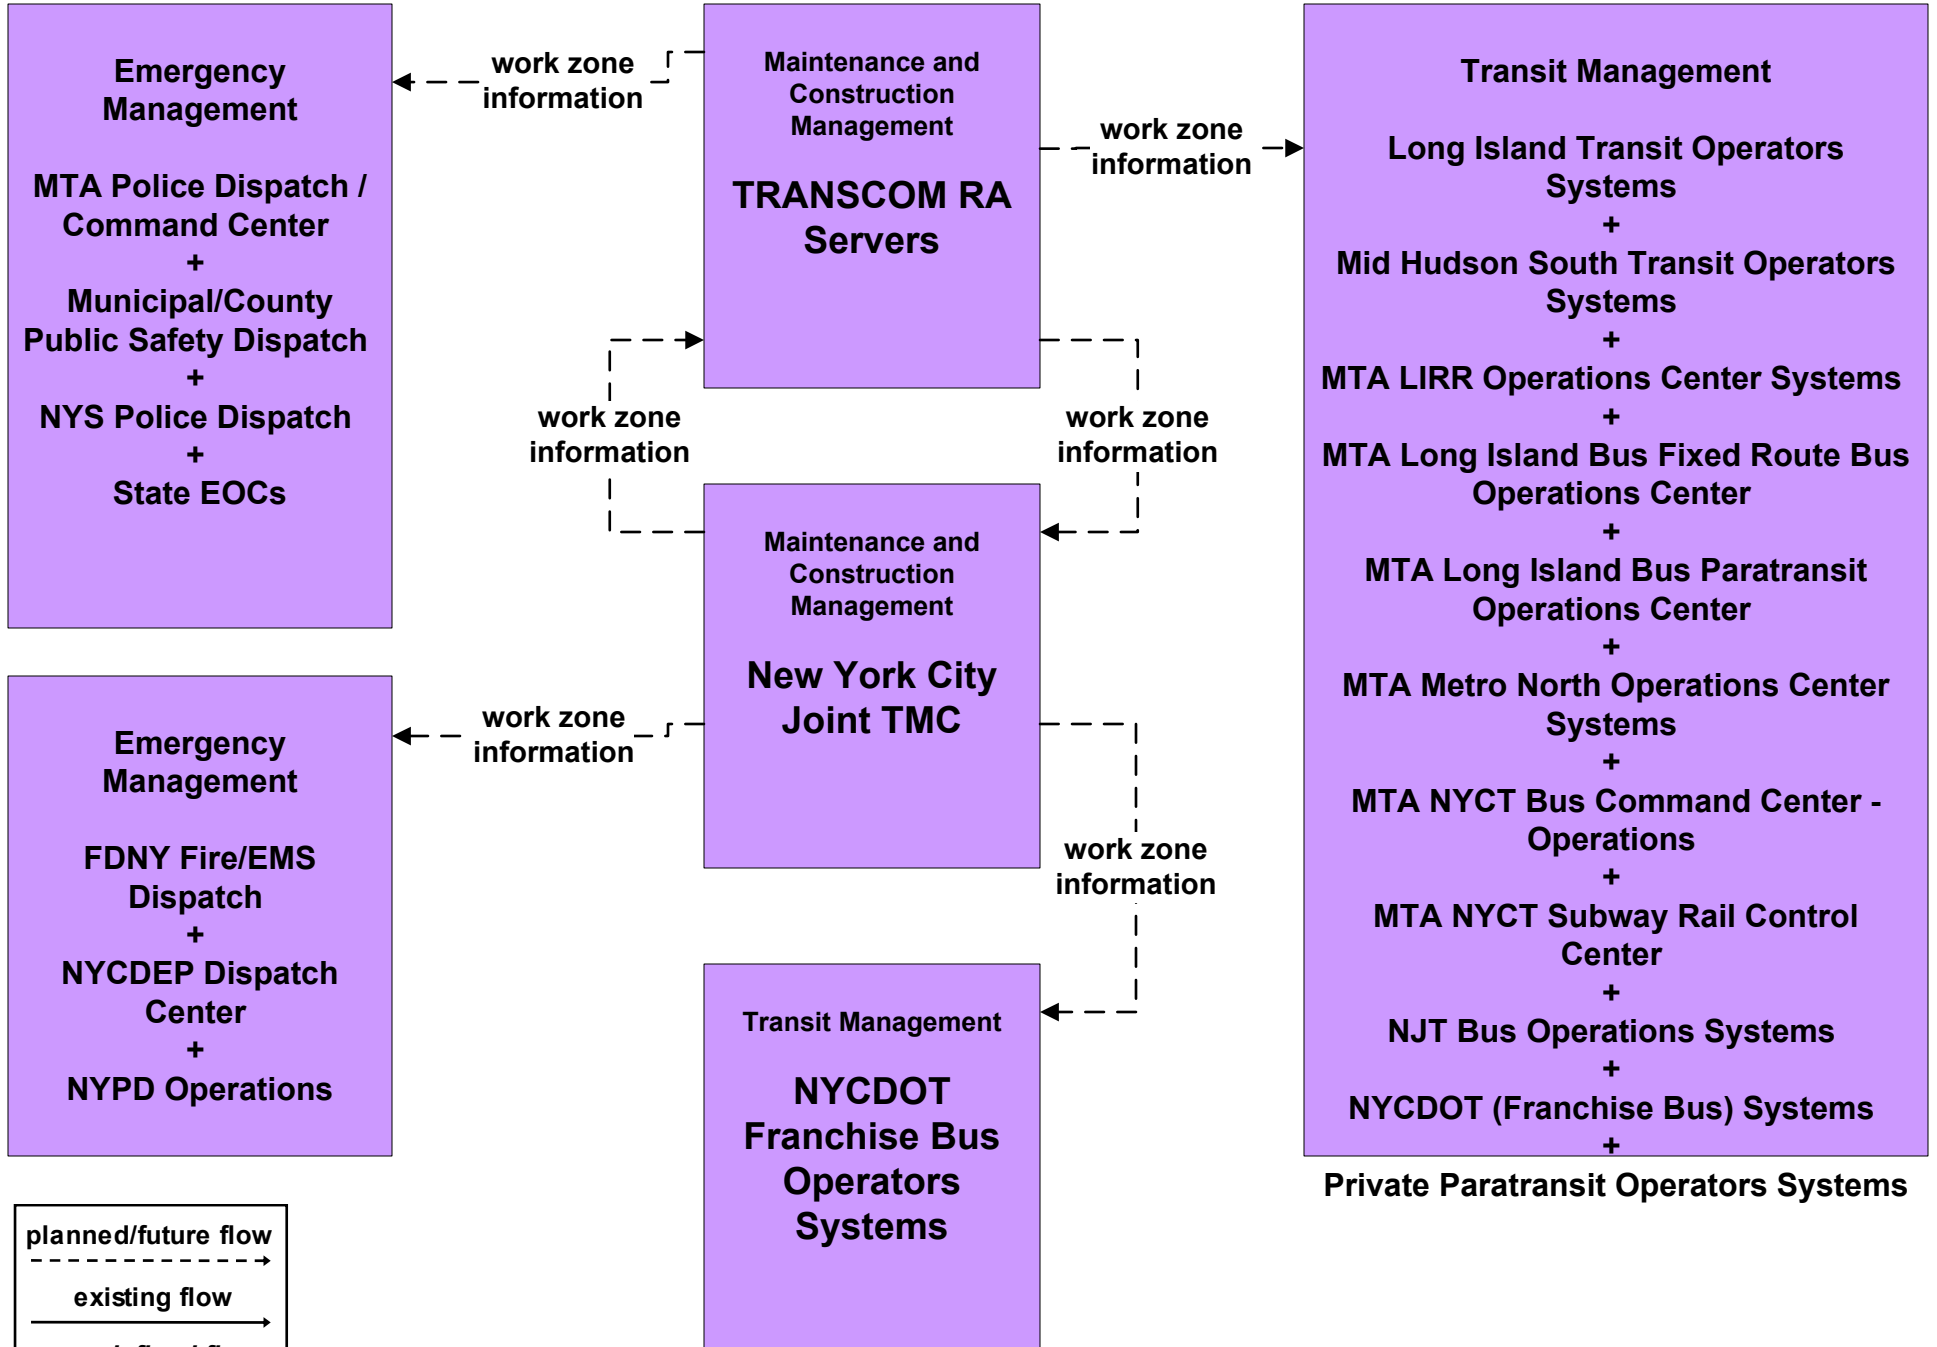 Emergency
Management
MTA Police Dispatch /
Command Center
+
Municipal/County
Public Safety Dispatch
+
NYS Police Dispatch
+
State EOCs
work zone
information
Maintenance and
Construction
Management
TRANSCOM RA
Servers
work zone
information
Transit Management
Long Island Transit Operators
Systems
+
Mid Hudson South Transit Operators
Systems
+
MTA LIRR Operations Center Systems
+
MTA Long Island Bus Fixed Route Bus
Operations Center
+
MTA Long Island Bus Paratransit
Operations Center
+
MTA Metro North Operations Center
Systems
+
MTA NYCT Bus Command Center -
Operations
+
MTA NYCT Subway Rail Control
Center
+
NJT Bus Operations Systems
+
NYCDOT (Franchise Bus) Systems
+
Private Paratransit Operators Systems
work zone
information
work zone
information
Maintenance and
Construction
Management
New York City
Joint TMC
work zone
information
Emergency
Management
FDNY Fire/EMS
Dispatch
+
NYCDEP Dispatch
Center
+
NYPD Operations
work zone
information
Transit Management
NYCDOT
Franchise Bus
Operators
Systems
planned/future flow
existing flow